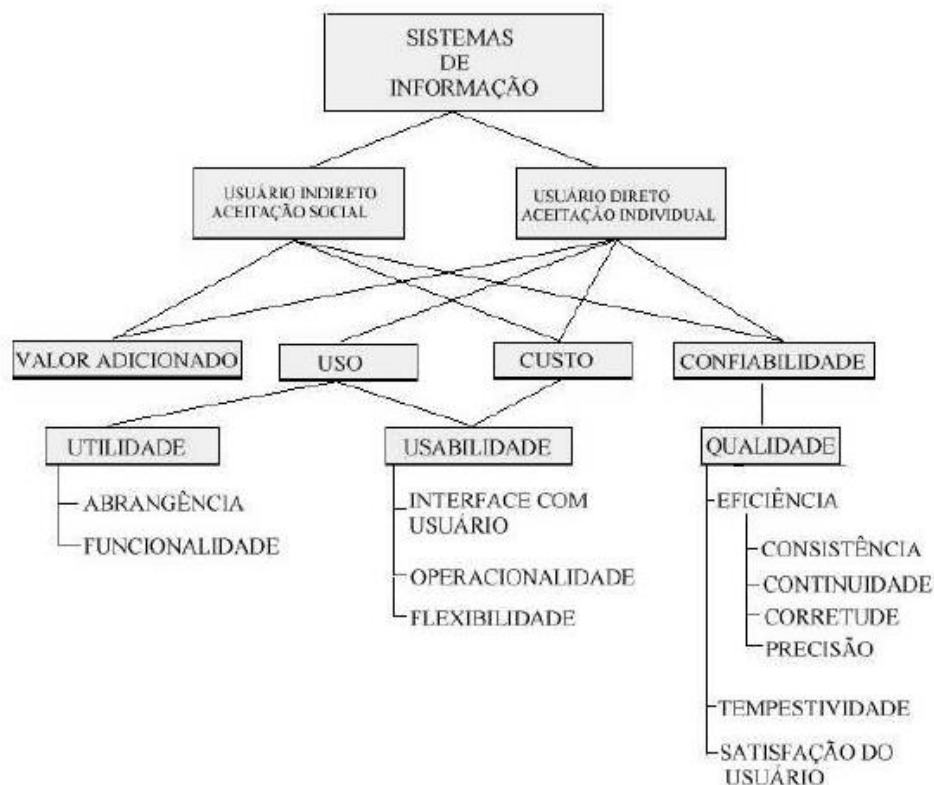 SISTEMAS
DE
INFORMAÇÃO
USUÁRIO INDIRETO
ACEITAÇÃO SOCIAL
USUÁRIO DIRETO
ACEITAÇÃO INDIVIDUAL
VALOR ADICIONADO
USO
CUSTO
CONFIABILIDADE
UTILIDADE
ABRANGÊNCIA
FUNCIONALIDADE
USABILIDADE
INTERFACE COM
USUÁRIO
OPERACIONALIDADE
FLEXIBILIDADE
QUALIDADE
EFICIÊNCIA
CONSISTÊNCIA
CONTINUIDADE
CORRETUDE
PRECISÃO
TEMPESTIVIDADE
SATISFAÇÃO DO
USUÁRIO